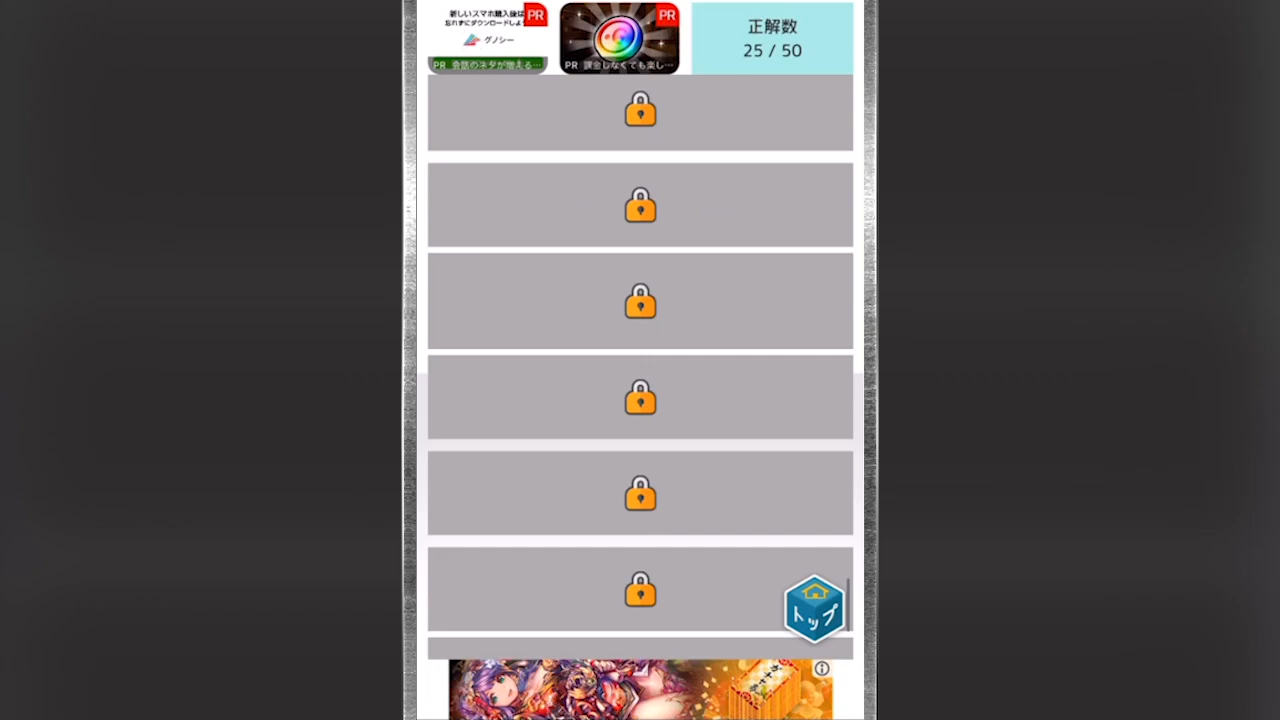 新しいスマホ購入後は
忘れずにダウンロードしよう
PR
グノシー
PR 会話のネタが増える…
PR
PR 課金しなくても楽し…
正解数
25 / 50
トップ